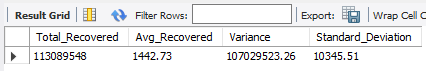 Result Grid Filter Rows: Export: Wrap Cell C
Total_Recovered Avg_Recovered Variance Standard_Deviation
113089548 1442.73 107029523.26 10345.51